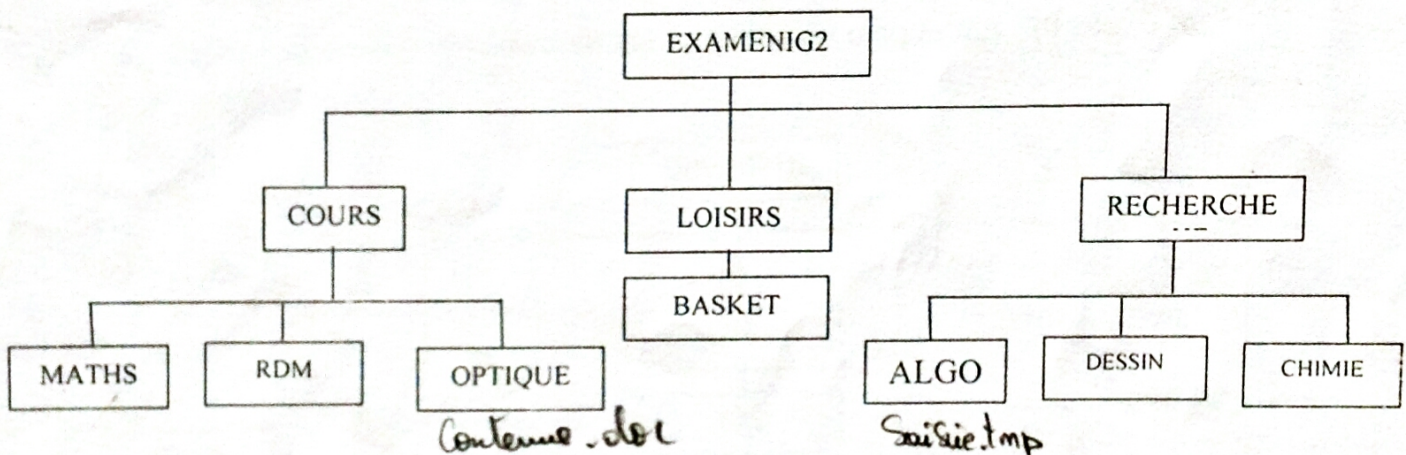 EXAMENIG2
COURS LOISIRS RECHERCHE
BASKET
MATHS RDM OPTIQUE ALGO DESSIN CHIMIE
Contenue.doc Saisie.tmp